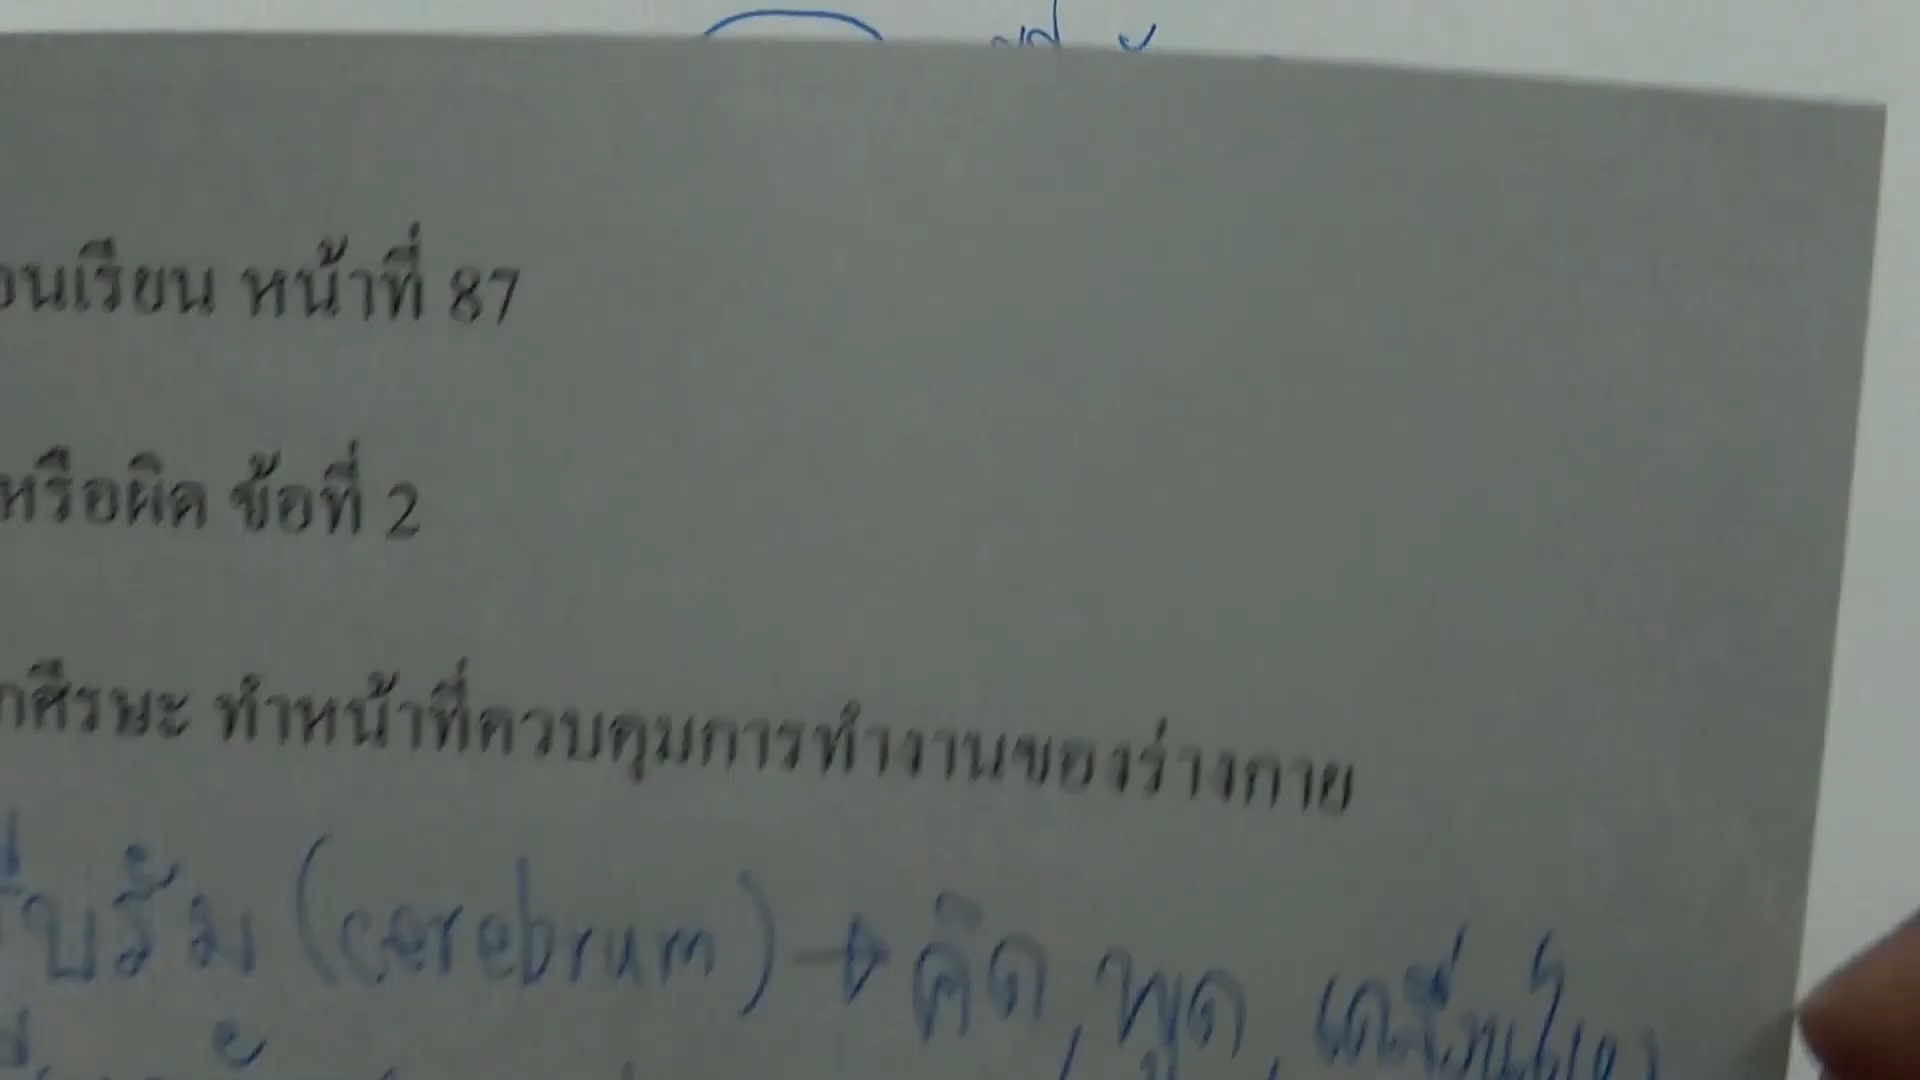 อนเรียน หน้าที่ 87
หรือผิด ข้อที่ 2
กศีรษะ ทำหน้าที่ควบคุมการทำงานของร่างกาย
รีบรัม (cerebrum) → คิด, พูด, เคลื่อนไหว